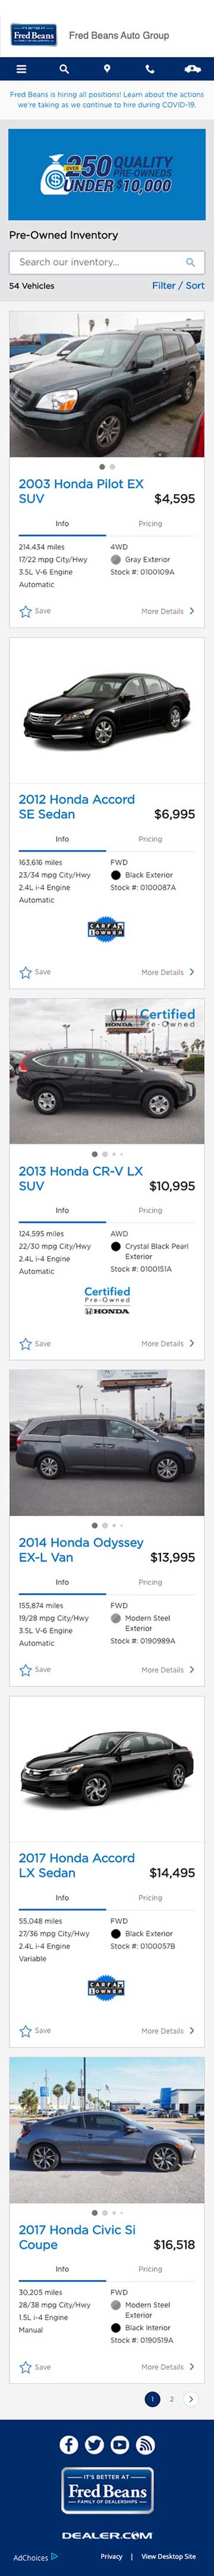 IT'S BETTER AT
Fred Beans
FAMILY OF DEALERSHIPS
Fred Beans Auto Group
Fred Beans is hiring all positions! Learn about the actions
we're taking as we continue to hire during COVID-19.
OVER
250 QUALITY
PRE-OWNEDS
UNDER $10,000
Pre-Owned Inventory
Search our inventory...
54 Vehicles
Filter / Sort
2003 Honda Pilot EX
SUV
$4,595
Info
Pricing
214,434 miles
17/22 mpg City/Hwy
3.5L V-6 Engine
Automatic
4WD
Gray Exterior
Stock #: 0100109A
Save
More Details
2012 Honda Accord
SE Sedan
$6,995
Info
Pricing
163,616 miles
23/34 mpg City/Hwy
2.4L i-4 Engine
Automatic
FWD
Black Exterior
Stock #: 0100087A
CARFAX
1 OWNER
Save
More Details
HONDA
Certified
Pre-Owned
2013 Honda CR-V LX
SUV
$10,995
Info
Pricing
124,595 miles
22/30 mpg City/Hwy
2.4L i-4 Engine
Automatic
AWD
Crystal Black Pearl
Exterior
Stock #: 0100151A
Certified
Pre-Owned
HONDA
Save
More Details
2014 Honda Odyssey
EX-L Van
$13,995
Info
Pricing
155,874 miles
19/28 mpg City/Hwy
3.5L V-6 Engine
Automatic
FWD
Modern Steel
Exterior
Stock #: 0190989A
Save
More Details
2017 Honda Accord
LX Sedan
$14,495
Info
Pricing
55,048 miles
27/36 mpg City/Hwy
2.4L i-4 Engine
Variable
FWD
Black Exterior
Stock #: 0100057B
CARFAX
1 OWNER
Save
More Details
2017 Honda Civic Si
Coupe
$16,518
Info
Pricing
30,205 miles
28/38 mpg City/Hwy
1.5L i-4 Engine
Manual
FWD
Modern Steel
Exterior
Black Interior
Stock #: 0190519A
Save
More Details
1 2
IT'S BETTER AT
Fred Beans
FAMILY OF DEALERSHIPS
DEALER.COM
AdChoices
Privacy | View Desktop Site